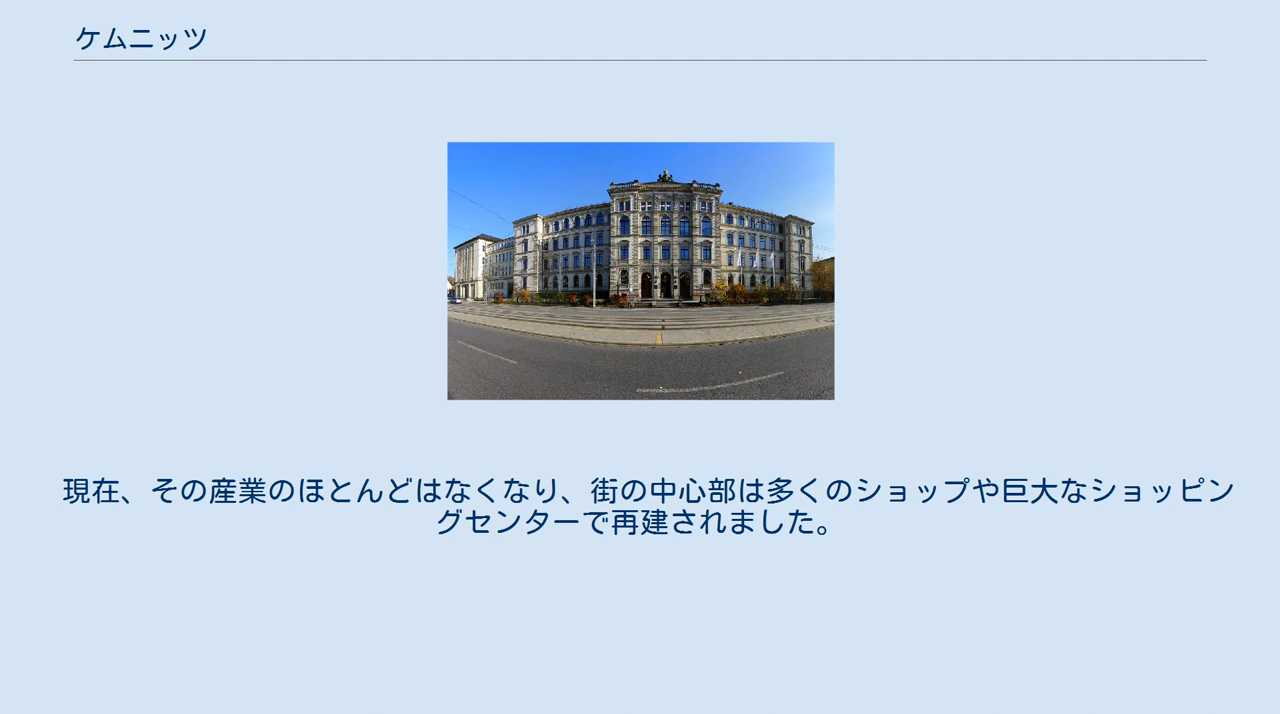 ケムニッツ
現在、その産業のほとんどはなくなり、街の中心部は多くのショップや巨大なショッピン
グセンターで再建されました。